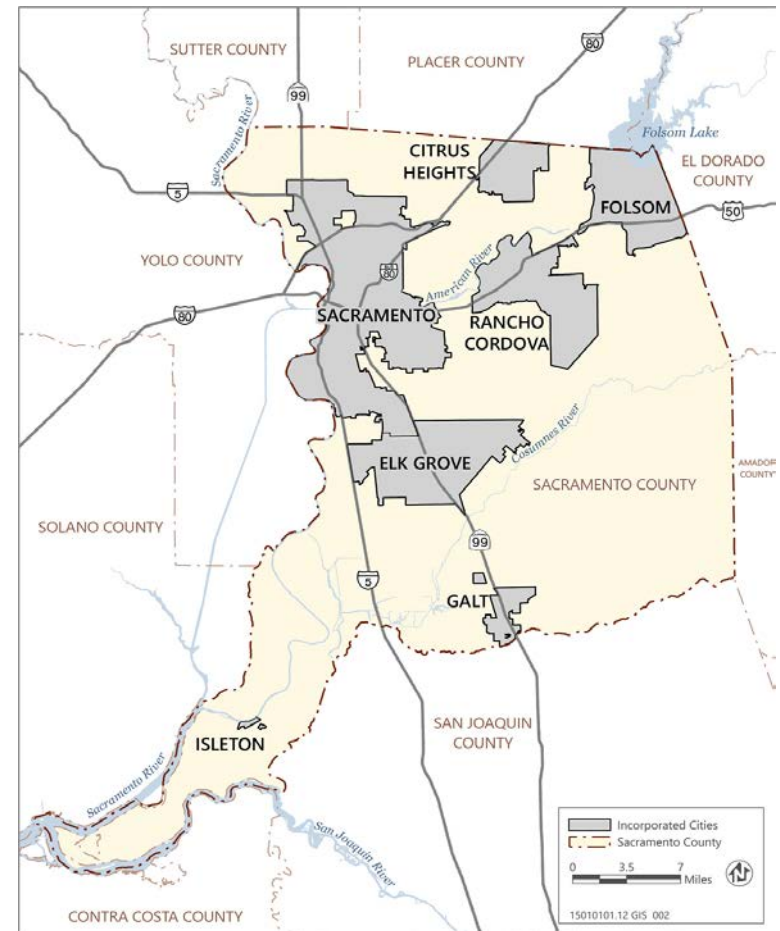 SUTTER COUNTY
PLACER COUNTY
80
99
Sacramento River
Folsom Lake
CITRUS
HEIGHTS
EL DORADO
COUNTY
5
FOLSOM
50
YOLO COUNTY
80
American River
80
SACRAMENTO
RANCHO
CORDOVA
Cosumnes River
ELK GROVE
AMADOR
COUNTY
SACRAMENTO COUNTY
SOLANO COUNTY
99
5
GALT
SAN JOAQUIN
COUNTY
ISLETON
Sacramento River
San Joaquin River
CONTRA COSTA COUNTY
Incorporated Cities
Sacramento County
0 3.5 7
Miles
15010101.12 GIS 002